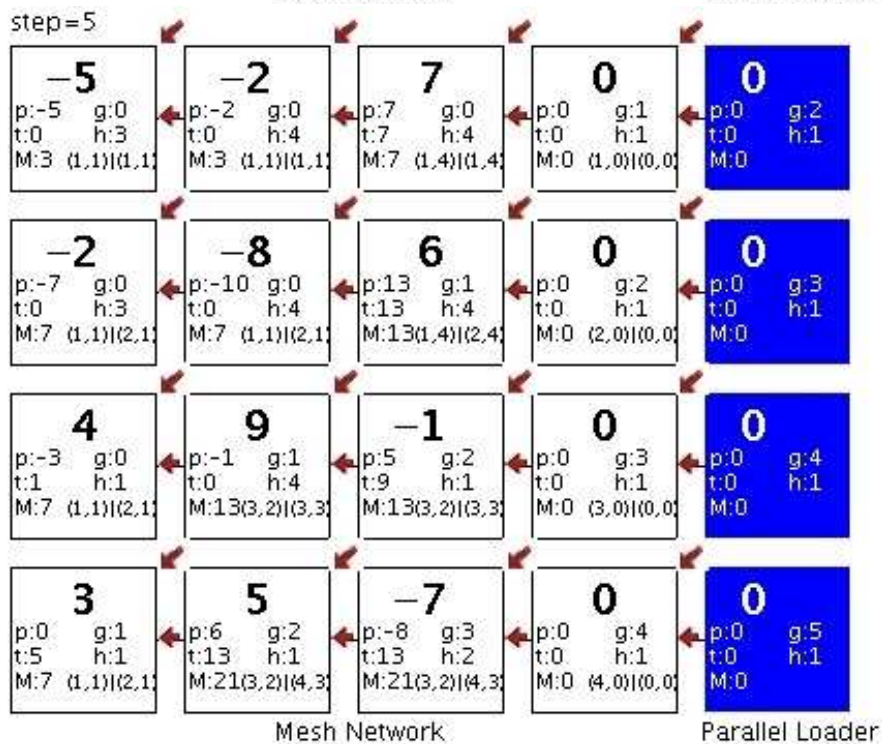 step=5
−5 −2 7 0 0
p:-5 g:0 p:-2 g:0 p:7 g:0 p:0 g:1 p:0 g:2
t:0 h:3 t:0 h:4 t:7 h:4 t:0 h:1 t:0 h:1
M:3 (1,1)|(1,1) M:3 (1,1)|(1,1) M:7 (1,4)|(1,4) M:0 (1,0)|(0,0) M:0
−2 −8 6 0 0
p:-7 g:0 p:-10 g:0 p:13 g:1 p:0 g:2 p:0 g:3
t:0 h:3 t:0 h:4 t:13 h:4 t:0 h:1 t:0 h:1
M:7 (1,1)|(2,1) M:7 (1,1)|(2,1) M:13(1,4)|(2,4) M:0 (2,0)|(0,0) M:0
4 9 −1 0 0
p:-3 g:0 p:-1 g:1 p:5 g:2 p:0 g:3 p:0 g:4
t:1 h:1 t:0 h:4 t:9 h:1 t:0 h:1 t:0 h:1
M:7 (1,1)|(2,1) M:13(3,2)|(3,3) M:13(3,2)|(3,3) M:0 (3,0)|(0,0) M:0
3 5 −7 0 0
p:0 g:1 p:6 g:2 p:-8 g:3 p:0 g:4 p:0 g:5
t:5 h:1 t:13 h:1 t:13 h:2 t:0 h:1 t:0 h:1
M:7 (1,1)|(2,1) M:21(3,2)|(4,3) M:21(3,2)|(4,3) M:0 (4,0)|(0,0) M:0
Mesh Network Parallel Loader